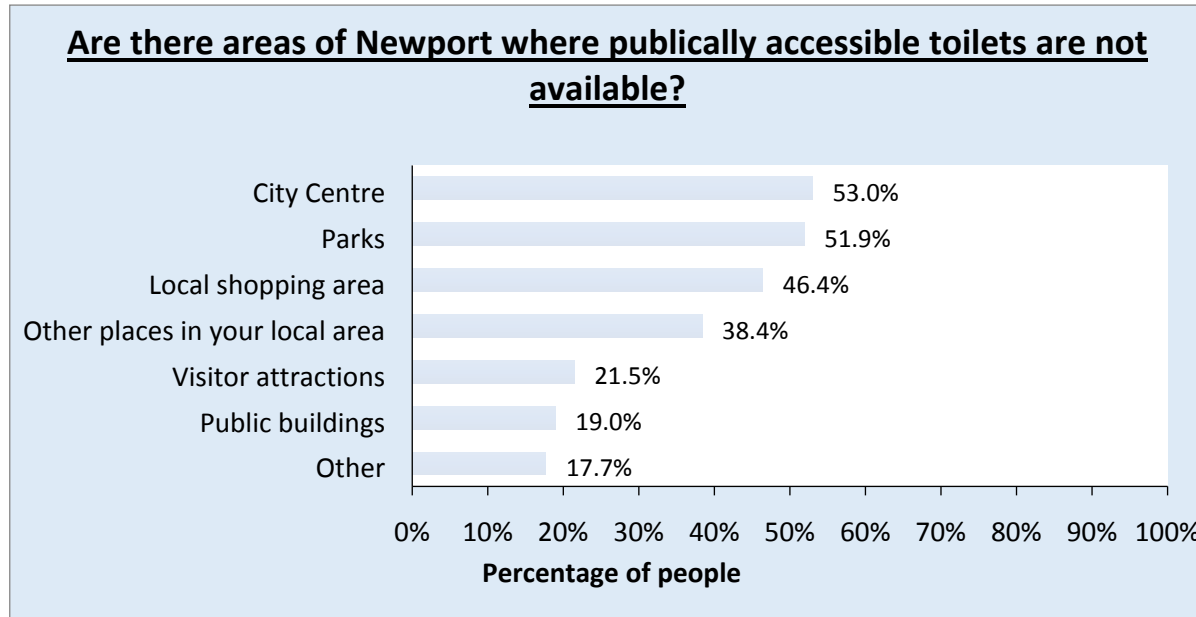 Are there areas of Newport where publically accessible toilets are not
available?
City Centre 53.0%
Parks 51.9%
Local shopping area 46.4%
Other places in your local area 38.4%
Visitor attractions 21.5%
Public buildings 19.0%
Other 17.7%
0% 10% 20% 30% 40% 50% 60% 70% 80% 90% 100%
Percentage of people